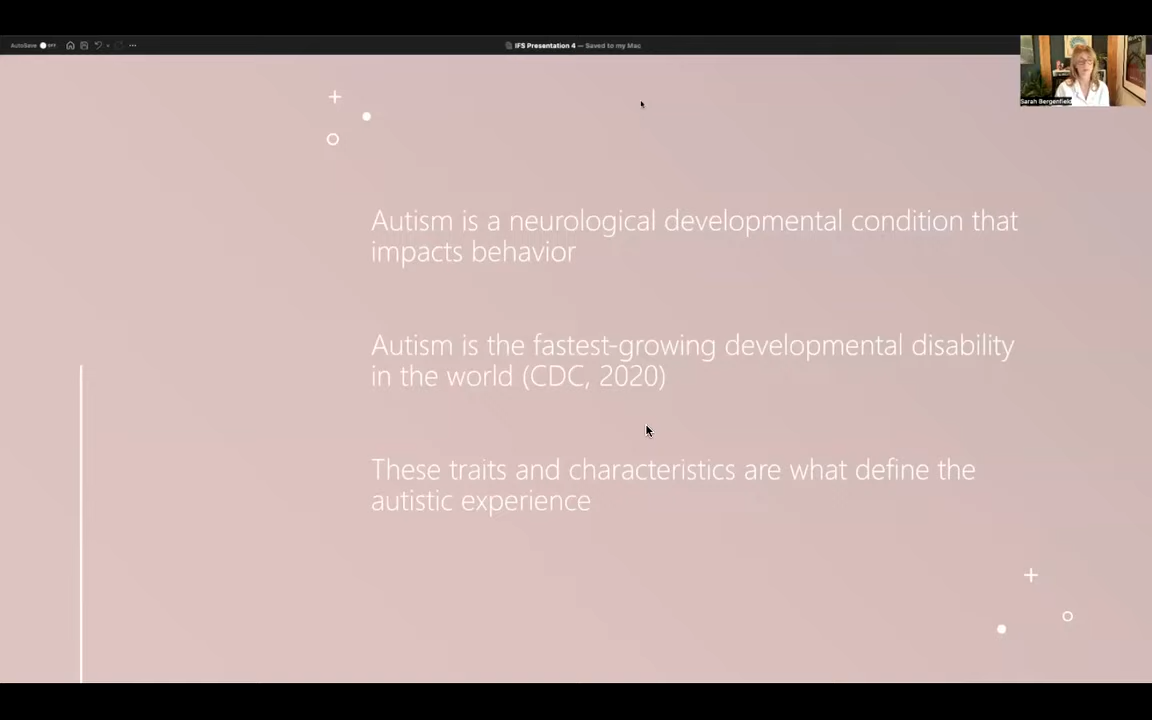 AutoSave OFF
IFS Presentation 4 — Saved to my Mac
Sarah Bergenfield
Autism is a neurological developmental condition that
impacts behavior
Autism is the fastest-growing developmental disability
in the world (CDC, 2020)
These traits and characteristics are what define the
autistic experience